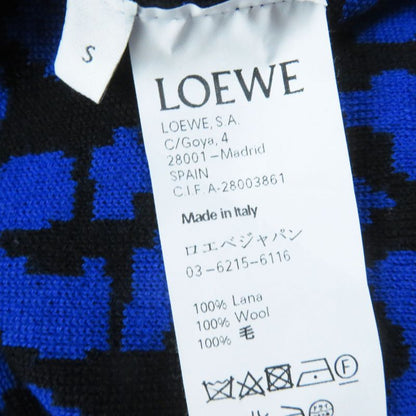 S
LOEWE
LOEWE, S.A.
C/Goya, 4
28001-Madrid
SPAIN
C.I.F. A-28003861
Made in Italy
ロエベジャパン
03-6215-6116
100% Lana
100% Wool
100% 毛
F